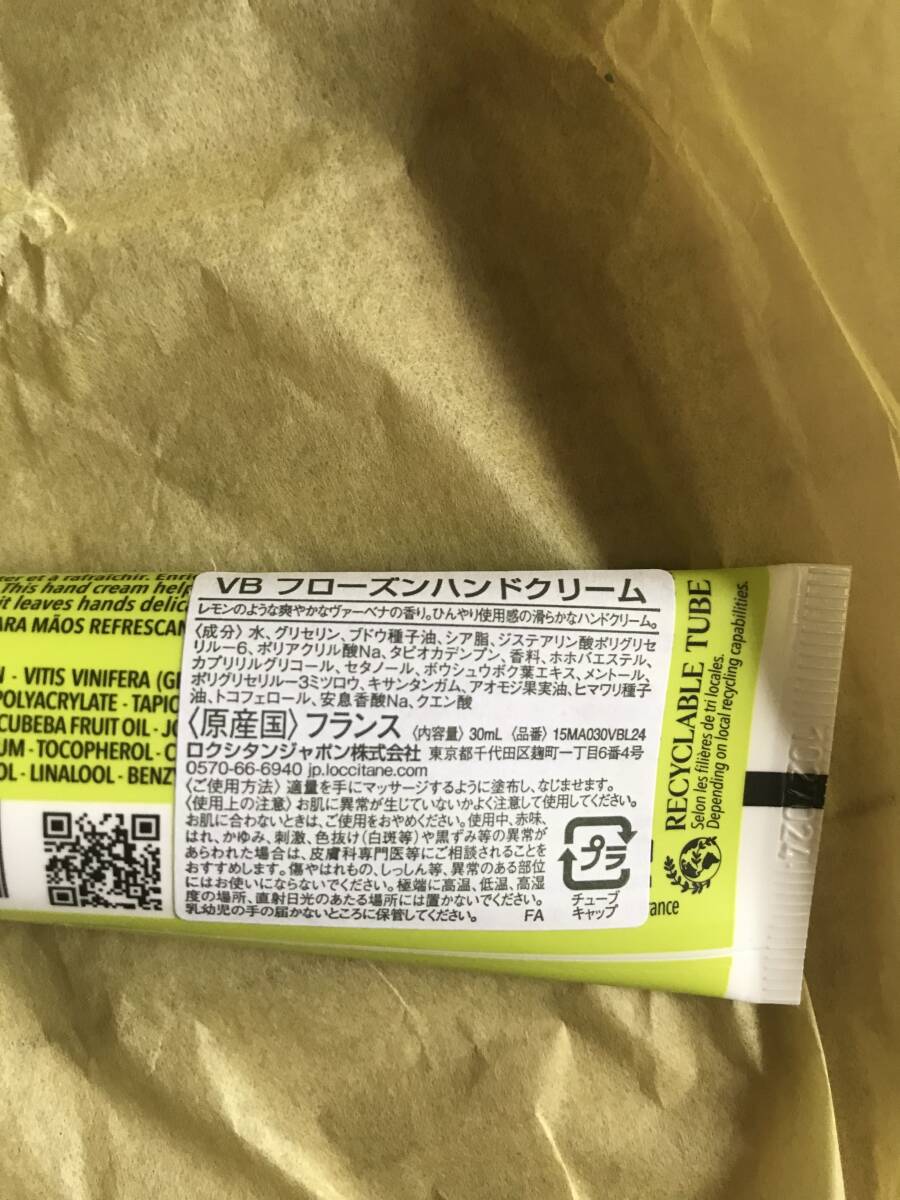 This hand cream help
it leaves hands delic
PARA MÃOS REFRESCAN
- VITIS VINIFERA (GR
POLYACRYLATE - TAPIO
CUBEBA FRUIT OIL - JO
UM - TOCOPHEROL - C
OL - LINALOOL - BENZY
VB フローズンハンドクリーム
レモンのような爽やかなヴァーベナの香り。ひんやり使用感の滑らかなハンドクリーム。
〈成分〉水、グリセリン、ブドウ種子油、シア脂、ジステアリン酸ポリグリセ
リル−6、ポリアクリル酸Na、タピオカデンプン、香料、ホホバエステル、
カプリリルグリコール、セタノール、ボウシュウボク葉エキス、メントール、
ポリグリセリル−3ミツロウ、キサンタンガム、アオモジ果実油、ヒマワリ種子
油、トコフェロール、安息香酸Na、クエン酸
〈原産国〉フランス 〈内容量〉30mL 〈品番〉15MA030VBL24
ロクシタンジャポン株式会社 東京都千代田区麹町一丁目6番4号
0570-66-6940 jp.loccitane.com
〈ご使用方法〉適量を手にマッサージするように塗布し、なじませます。
〈使用上の注意〉お肌に異常が生じていないかよく注意して使用してください。
お肌に合わないときは、ご使用をおやめください。使用中、赤味、
はれ、かゆみ、刺激、色抜け(白斑等)や黒ずみ等の異常が
あらわれた場合は、皮膚科専門医等にご相談されることを
おすすめします。傷やはれもの、しっしん等、異常のある部位
にはお使いにならないでください。極端に高温、低温、高湿
度の場所、直射日光のあたる場所には置かないでください。
乳幼児の手の届かないところに保管してください。 FA
プラ
チューブ
キャップ
RECYCLABLE TUBE
Selon les filières de tri locales.
Depending on local recycling capabilities.
rance